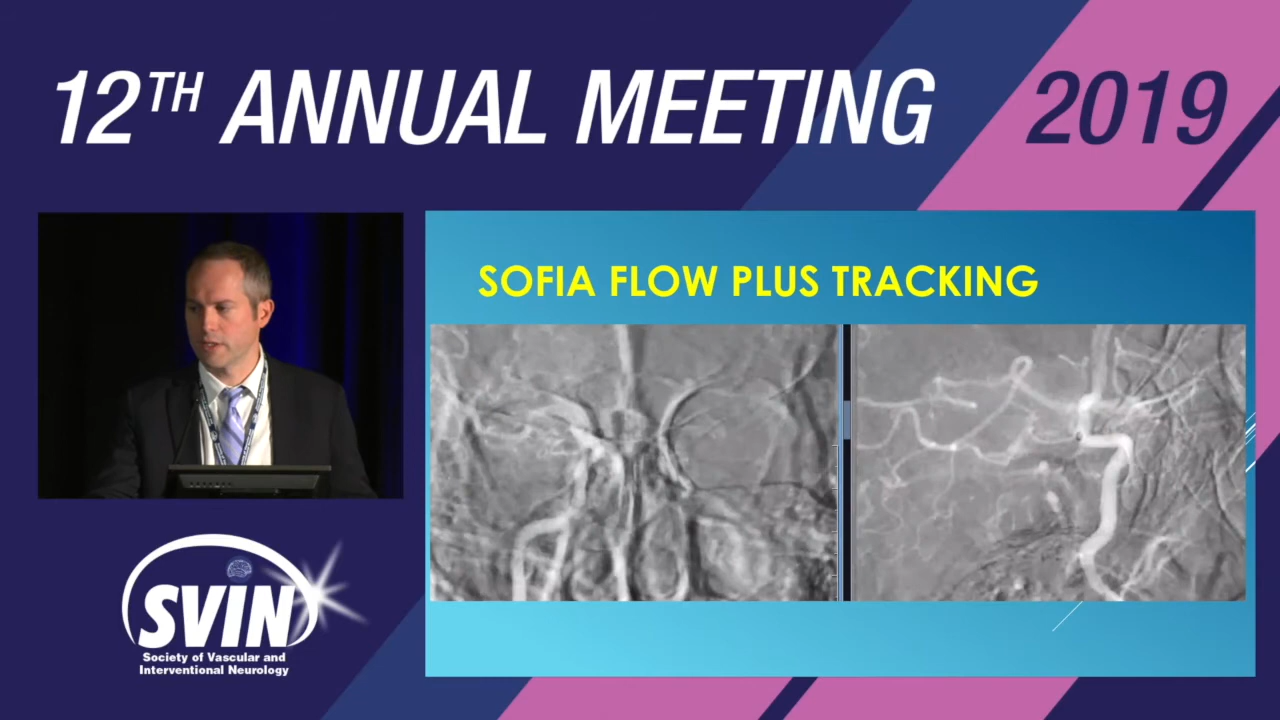 12TH ANNUAL MEETING 2019
SOFIA FLOW PLUS TRACKING
SVIN
Society of Vascular and
Interventional Neurology